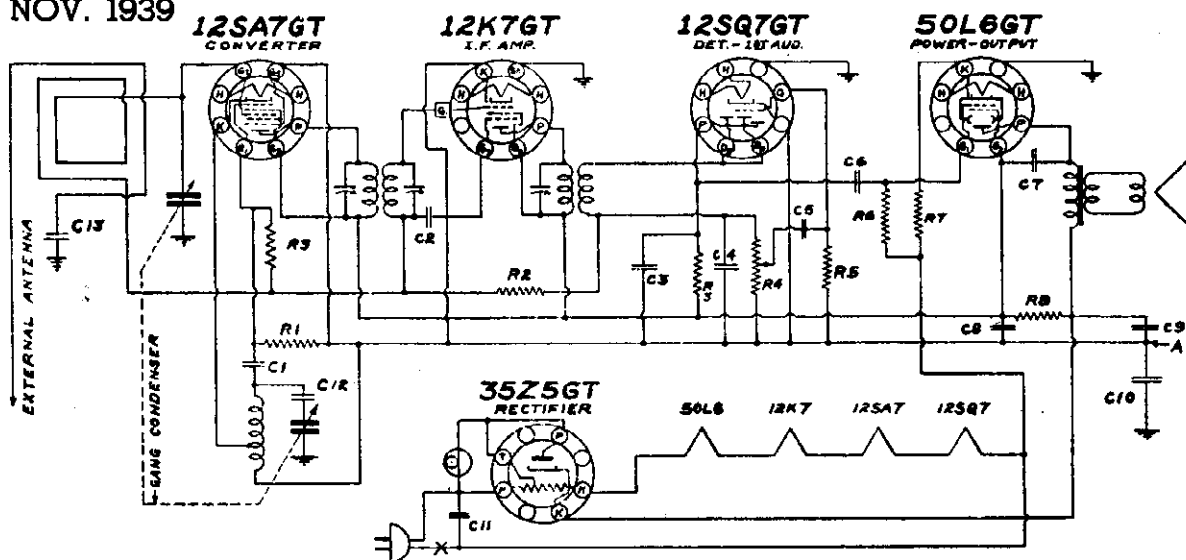 NOV. 1939
12SA7GT
CONVERTER
12K7GT
I.F. AMP.
12SQ7GT
DET.-1ST AUD.
50L6GT
POWER-OUTPUT
C13
EXTERNAL ANTENNA
GANG CONDENSER
R3
R1
C1
C12
C2
R2
C3
R3
C4
R4
C5
R5
C6
R6
R7
C7
C8
R8
C9
A
C10
35Z5GT
RECTIFIER
50L6
12K7
12SA7
12SQ7
C11
X